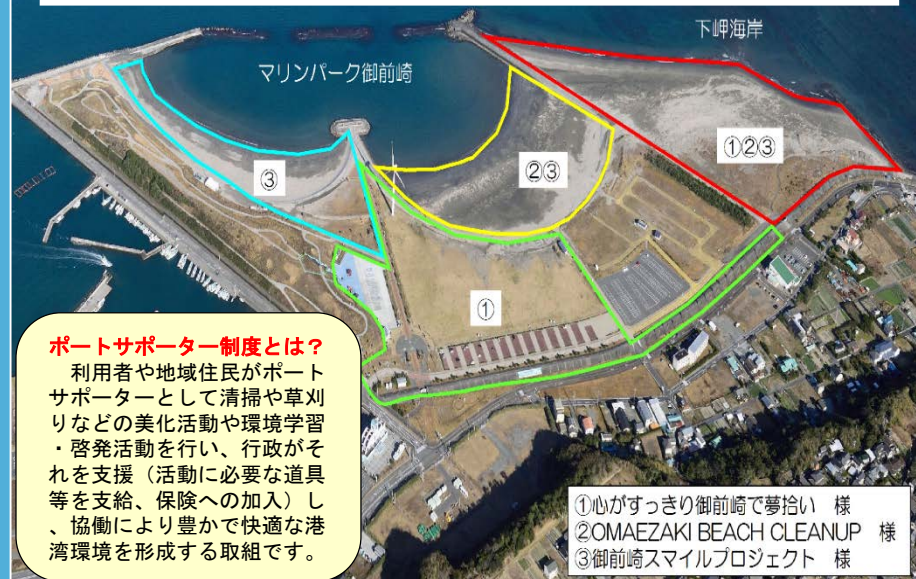 下岬海岸
マリンパーク御前崎
①②③
②③
③
①
ポートサポーター制度とは？
利用者や地域住民がポート
サポーターとして清掃や草刈
りなどの美化活動や環境学習
・啓発活動を行い、行政がそ
れを支援（活動に必要な道具
等を支給、保険への加入）し
、協働により豊かで快適な港
湾環境を形成する取組です。
①心がすっきり御前崎で夢拾い　様
②OMAEZAKI BEACH CLEANUP　様
③御前崎スマイルプロジェクト　様